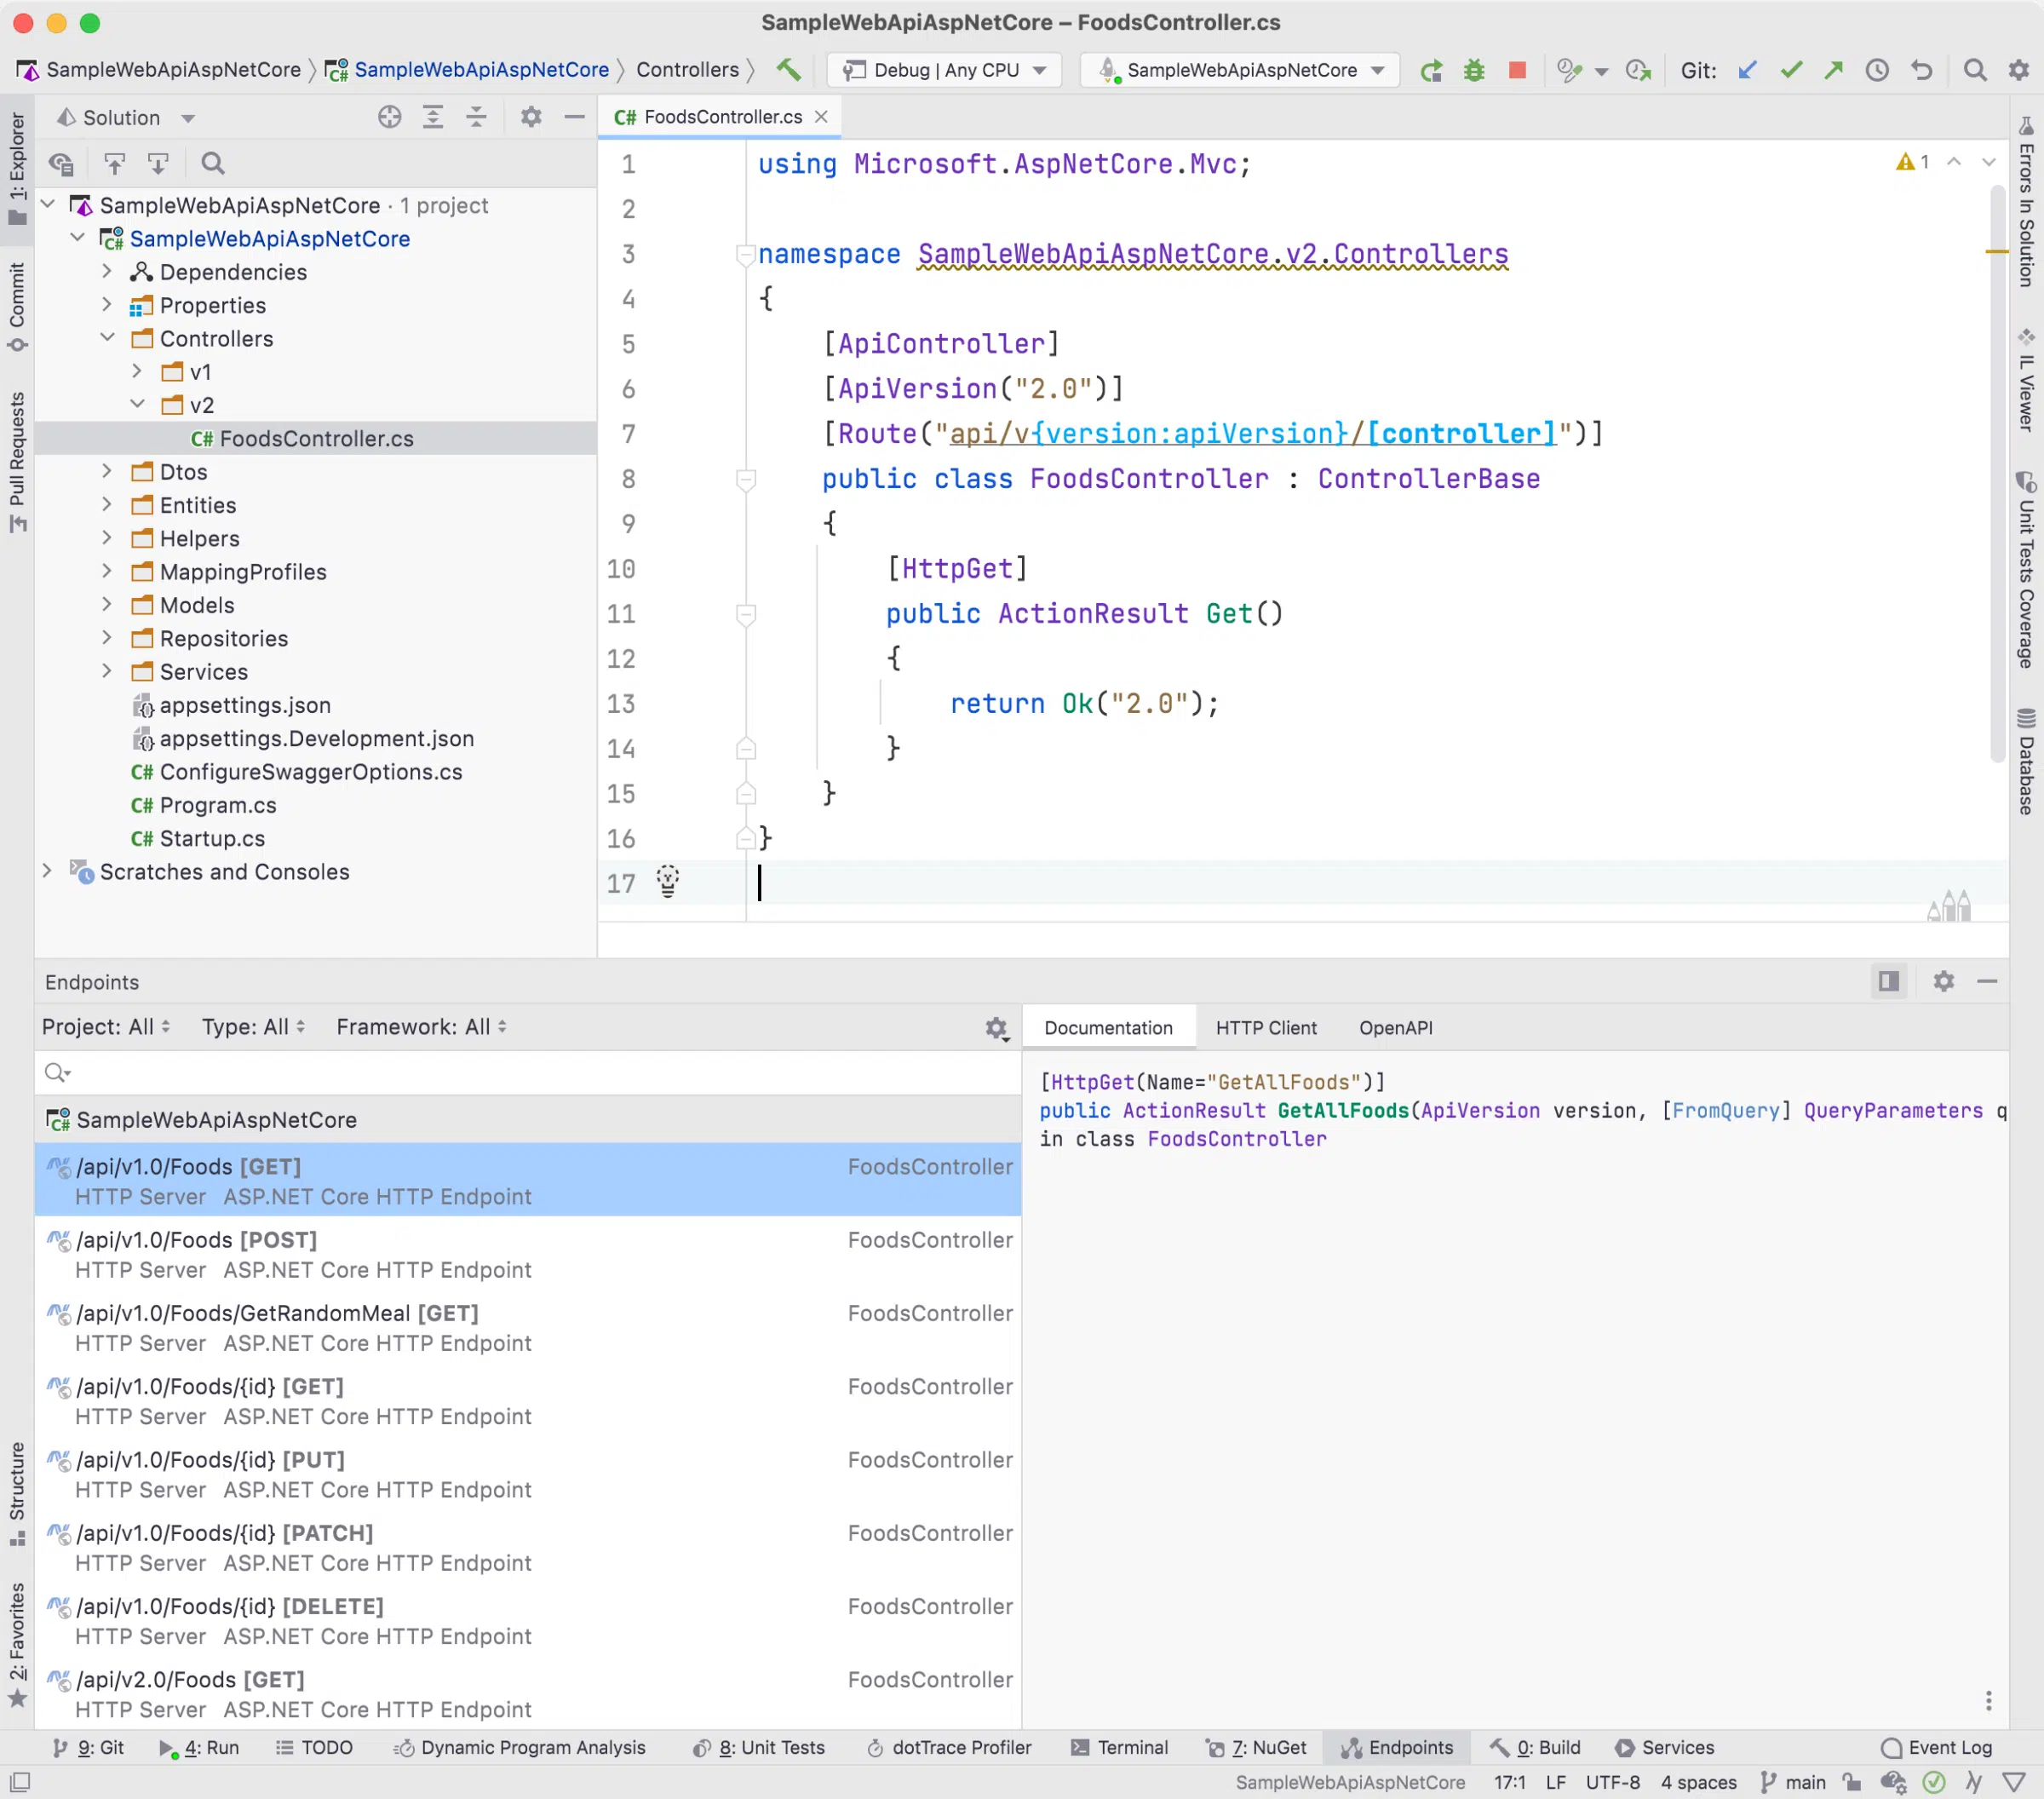 SampleWebApiAspNetCore – FoodsController.cs
SampleWebApiAspNetCore SampleWebApiAspNetCore Controllers Debug | Any CPU SampleWebApiAspNetCore Git:
1: Explorer
Commit
Pull Requests
Structure
2: Favorites
Solution
SampleWebApiAspNetCore · 1 project
SampleWebApiAspNetCore
Dependencies
Properties
Controllers
v1
v2
C# FoodsController.cs
Dtos
Entities
Helpers
MappingProfiles
Models
Repositories
Services
appsettings.json
appsettings.Development.json
C# ConfigureSwaggerOptions.cs
C# Program.cs
C# Startup.cs
Scratches and Consoles
C# FoodsController.cs
1
1 using Microsoft.AspNetCore.Mvc;
2
3 namespace SampleWebApiAspNetCore.v2.Controllers
4 {
5 [ApiController]
6 [ApiVersion("2.0")]
7 [Route("api/v{version:apiVersion}/[controller]")]
8 public class FoodsController : ControllerBase
9 {
10 [HttpGet]
11 public ActionResult Get()
12 {
13 return Ok("2.0");
14 }
15 }
16 }
17
Errors In Solution
IL Viewer
Unit Tests Coverage
Database
Endpoints
Project: All Type: All Framework: All
SampleWebApiAspNetCore
/api/v1.0/Foods [GET] FoodsController
HTTP Server ASP.NET Core HTTP Endpoint
/api/v1.0/Foods [POST] FoodsController
HTTP Server ASP.NET Core HTTP Endpoint
/api/v1.0/Foods/GetRandomMeal [GET] FoodsController
HTTP Server ASP.NET Core HTTP Endpoint
/api/v1.0/Foods/{id} [GET] FoodsController
HTTP Server ASP.NET Core HTTP Endpoint
/api/v1.0/Foods/{id} [PUT] FoodsController
HTTP Server ASP.NET Core HTTP Endpoint
/api/v1.0/Foods/{id} [PATCH] FoodsController
HTTP Server ASP.NET Core HTTP Endpoint
/api/v1.0/Foods/{id} [DELETE] FoodsController
HTTP Server ASP.NET Core HTTP Endpoint
/api/v2.0/Foods [GET] FoodsController
HTTP Server ASP.NET Core HTTP Endpoint
Documentation HTTP Client OpenAPI
[HttpGet(Name="GetAllFoods")]
public ActionResult GetAllFoods(ApiVersion version, [FromQuery] QueryParameters q
in class FoodsController
9: Git 4: Run TODO Dynamic Program Analysis 8: Unit Tests dotTrace Profiler Terminal 7: NuGet Endpoints 0: Build Services Event Log
SampleWebApiAspNetCore 17:1 LF UTF-8 4 spaces main